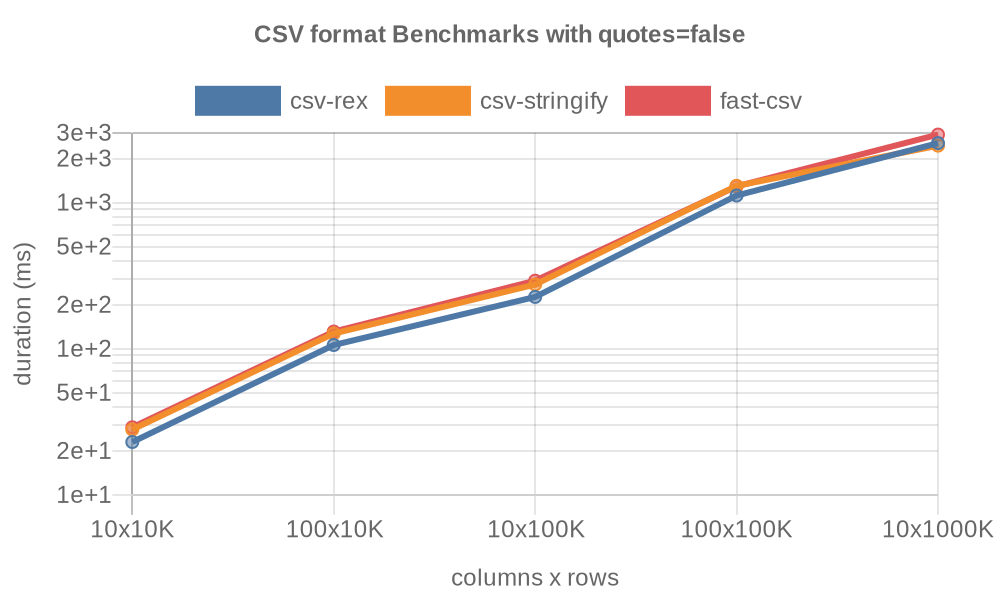 CSV format Benchmarks with quotes=false
csv-rex csv-stringify fast-csv
3e+3
2e+3
1e+3
5e+2
2e+2
1e+2
5e+1
2e+1
1e+1
duration (ms)
10x10K 100x10K 10x100K 100x100K 10x1000K
columns x rows